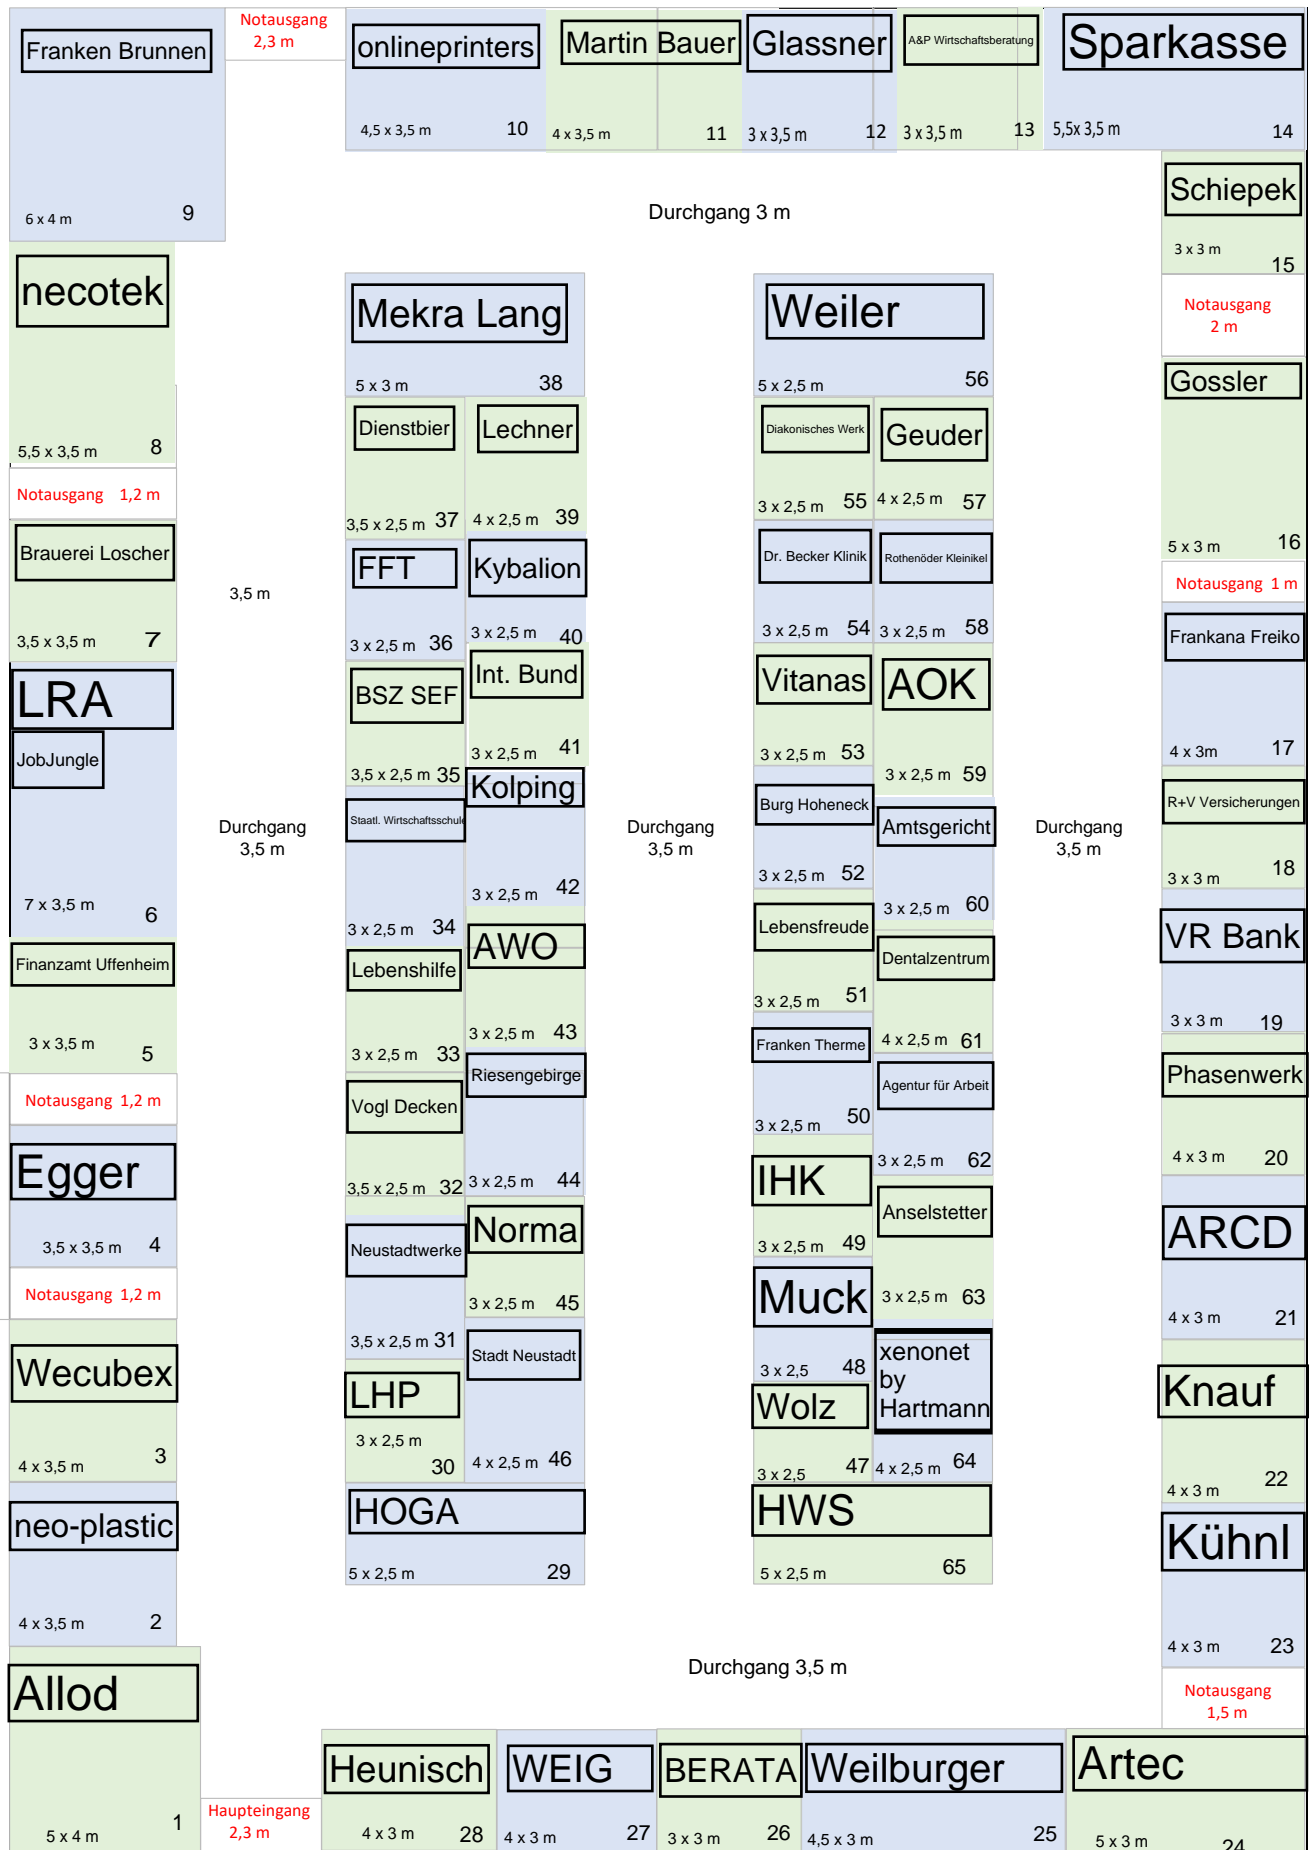 Franken Brunnen
6 x 4 m
9
Notausgang
2,3 m
onlineprinters
4,5 x 3,5 m
10
Martin Bauer
4 x 3,5 m
11
Glassner
3 x 3,5 m
12
A&P Wirtschaftsberatung
3 x 3,5 m
13
Sparkasse
5,5x 3,5 m
14
Durchgang 3 m
Schiepek
3 x 3 m
15
Notausgang
2 m
Gossler
5 x 3 m
16
Notausgang 1 m
Frankana Freiko
4 x 3m
17
R+V Versicherungen
3 x 3 m
18
VR Bank
3 x 3 m
19
Phasenwerk
4 x 3 m
20
ARCD
4 x 3 m
21
Knauf
4 x 3 m
22
Kühnl
4 x 3 m
23
Notausgang
1,5 m
necotek
5,5 x 3,5 m
8
Notausgang 1,2 m
Brauerei Loscher
3,5 x 3,5 m
7
LRA
JobJungle
7 x 3,5 m
6
Finanzamt Uffenheim
3 x 3,5 m
5
Notausgang 1,2 m
Egger
3,5 x 3,5 m
4
Notausgang 1,2 m
Wecubex
4 x 3,5 m
3
neo-plastic
4 x 3,5 m
2
Allod
5 x 4 m
1
3,5 m
Durchgang
3,5 m
Mekra Lang
5 x 3 m
38
Dienstbier
3,5 x 2,5 m
37
FFT
3 x 2,5 m
36
BSZ SEF
3,5 x 2,5 m
35
Staatl. Wirtschaftsschule
3 x 2,5 m
34
Lebenshilfe
3 x 2,5 m
33
Vogl Decken
3,5 x 2,5 m
32
Neustadtwerke
3,5 x 2,5 m
31
LHP
3 x 2,5 m
30
Lechner
4 x 2,5 m
39
Kybalion
3 x 2,5 m
40
Int. Bund
3 x 2,5 m
41
Kolping
3 x 2,5 m
42
AWO
3 x 2,5 m
43
Riesengebirge
3 x 2,5 m
44
Norma
3 x 2,5 m
45
Stadt Neustadt
4 x 2,5 m
46
HOGA
5 x 2,5 m
29
Durchgang
3,5 m
Weiler
5 x 2,5 m
56
Diakonisches Werk
3 x 2,5 m
55
Dr. Becker Klinik
3 x 2,5 m
54
Vitanas
3 x 2,5 m
53
Burg Hoheneck
3 x 2,5 m
52
Lebensfreude
3 x 2,5 m
51
Franken Therme
3 x 2,5 m
50
IHK
3 x 2,5 m
49
Muck
3 x 2,5
48
Wolz
3 x 2,5
47
Geuder
4 x 2,5 m
57
Rothenöder Kleinikel
3 x 2,5 m
58
AOK
3 x 2,5 m
59
Amtsgericht
3 x 2,5 m
60
Dentalzentrum
4 x 2,5 m
61
Agentur für Arbeit
3 x 2,5 m
62
Anselstetter
3 x 2,5 m
63
xenonet
by
Hartmann
4 x 2,5 m
64
HWS
5 x 2,5 m
65
Durchgang
3,5 m
Durchgang 3,5 m
Haupteingang
2,3 m
Heunisch
4 x 3 m
28
WEIG
4 x 3 m
27
BERATA
3 x 3 m
26
Weilburger
4,5 x 3 m
25
Artec
5 x 3 m
24